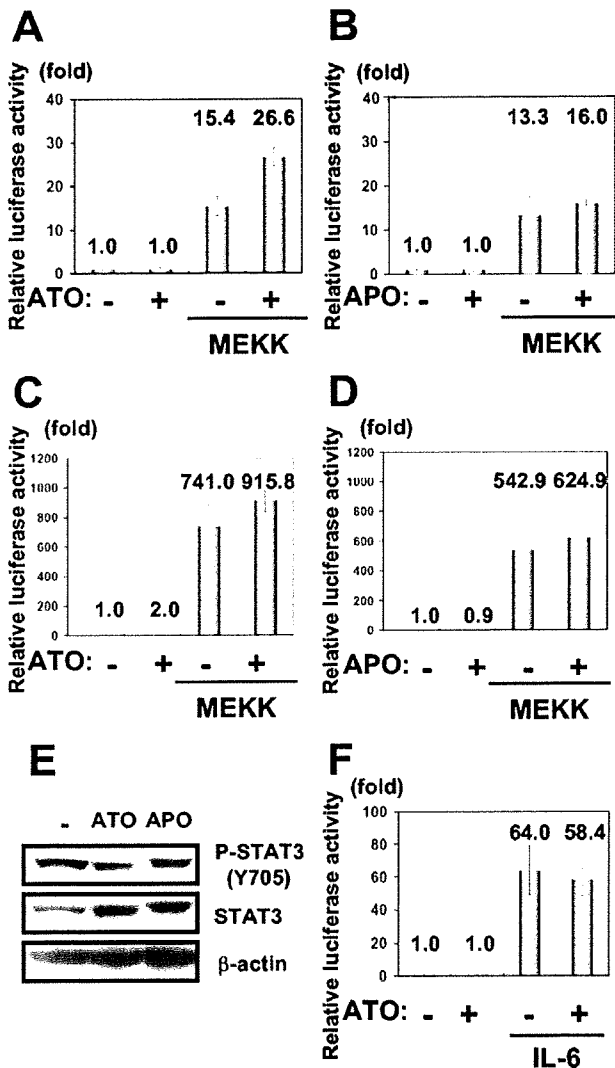 A
B
(fold)
(fold)
Relative luciferase activity
40
30
20
10
0
15.4 26.6
1.0 1.0
ATO: - + - +
MEKK
Relative luciferase activity
40
30
20
10
0
13.3 16.0
1.0 1.0
APO: - + - +
MEKK
C
D
(fold)
(fold)
Relative luciferase activity
1200
1000
800
600
400
200
0
741.0 915.8
1.0 2.0
ATO: - + - +
MEKK
Relative luciferase activity
1200
1000
800
600
400
200
0
542.9 624.9
1.0 0.9
APO: - + - +
MEKK
E
- ATO APO
P-STAT3
(Y705)
STAT3
β-actin
F
(fold)
Relative luciferase activity
100
80
60
40
20
0
64.0 58.4
1.0 1.0
ATO: - + - +
IL-6